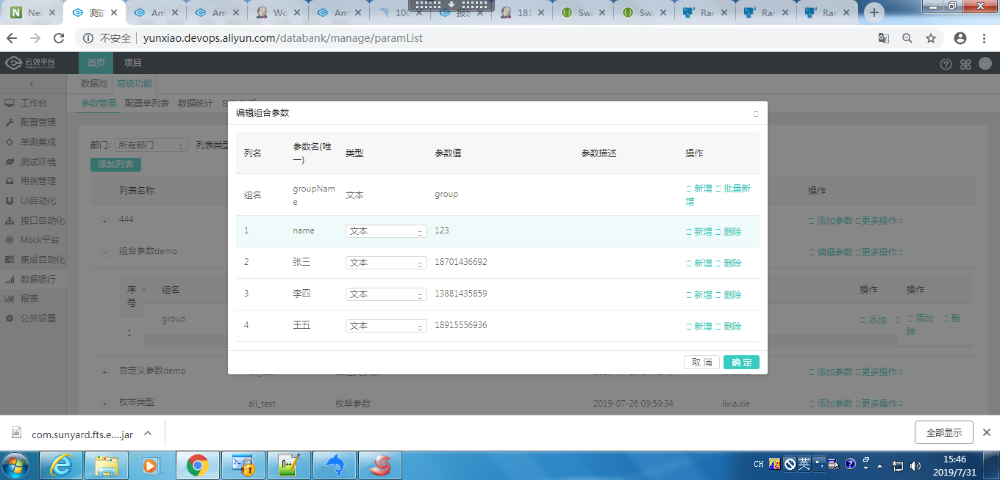 Nex
测试
Am
Am
Wo
Am
10
报表
181
Swa
Swa
Rar
Rar
Rar
不安全 | yunxiao.devops.aliyun.com/databank/manage/paramList
云效平台 首页 项目
数据池 高级功能
参数管理 配置单列表 数据统计
工作台
配置管理
单测集成
测试环境
用例管理
UI自动化
接口自动化
Mock平台
集成自动化
数据银行
报表
公共设置
部门: 所有部门 列表类型
添加列表
列表名称 操作
444 添加参数 更多操作
组合参数demo 编辑参数 更多操作
序号 组名 操作 操作
1 group 添加 添加 删除
自定义参数demo 添加参数 更多操作
枚举类型 ali_test 枚举参数 2019-07-26 09:59:34 lixia.xie 添加参数 更多操作
编辑组合参数
列名 参数名(唯一) 类型 参数值 参数描述 操作
组名 groupName 文本 group 新增 批量新增
1 name 文本 123 新增 删除
2 张三 文本 18701436692 新增 删除
3 李四 文本 13881435859 新增 删除
4 王五 文本 18915556936 新增 删除
取 消 确 定
com.sunyard.fts.e....jar 全部显示
CH 英 15:46
2019/7/31